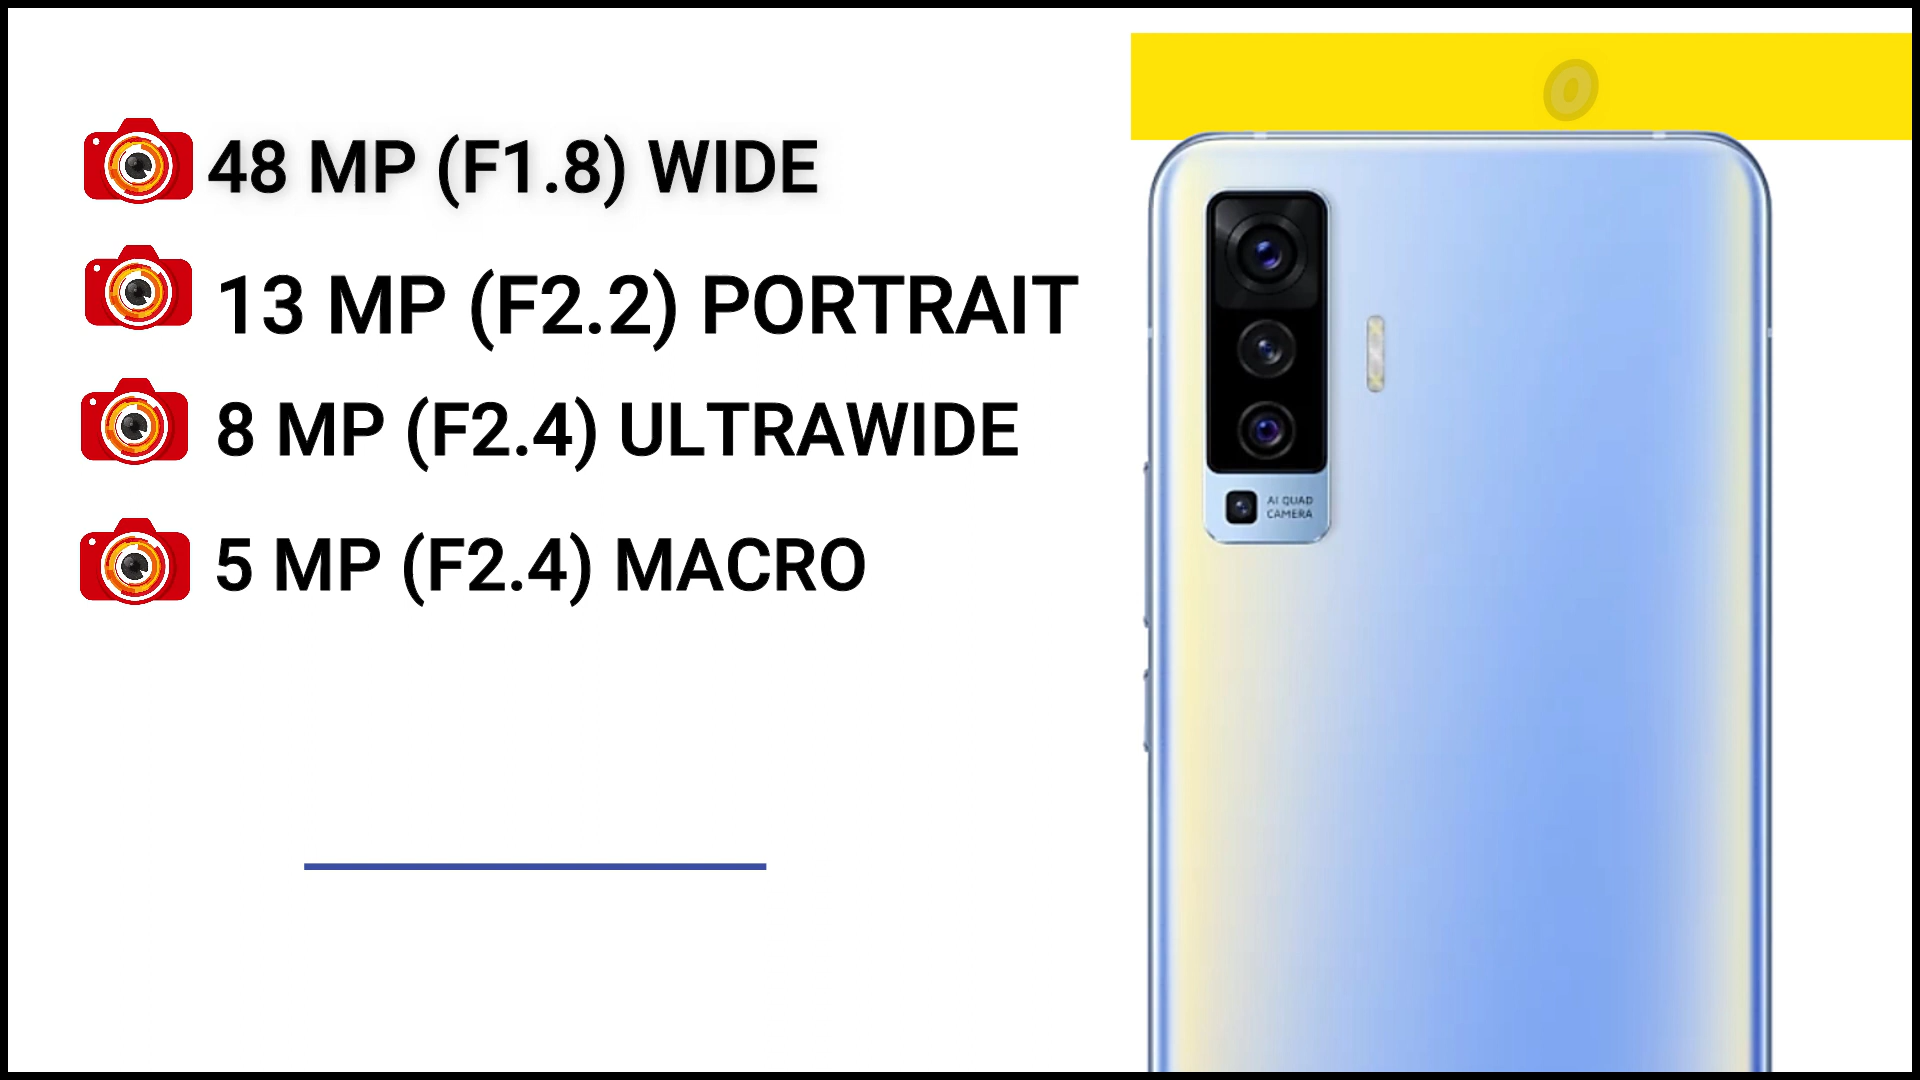 48 MP (F1.8) WIDE
13 MP (F2.2) PORTRAIT
8 MP (F2.4) ULTRAWIDE
5 MP (F2.4) MACRO
AI QUAD
CAMERA